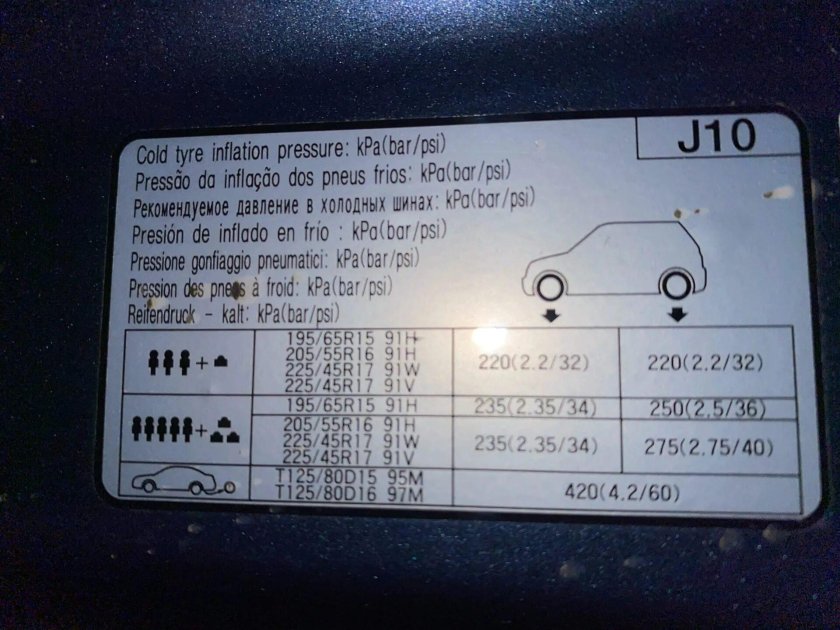 J10
Cold tyre inflation pressure: kPa(bar/psi)
Pressão da inflação dos pneus frios: kPa(bar/psi)
Рекомендуемое давление в холодных шинах: kPa(bar/psi)
Presión de inflado en frío : kPa(bar/psi)
Pressione gonfiaggio pneumatici: kPa(bar/psi)
Pression des pneus à froid: kPa(bar/psi)
Reifendruck - kalt: kPa(bar/psi)
+
195/65R15 91H
205/55R16 91H
225/45R17 91W
225/45R17 91V
220(2.2/32)
220(2.2/32)
+
195/65R15 91H
235(2.35/34)
250(2.5/36)
205/55R16 91H
225/45R17 91W
225/45R17 91V
235(2.35/34)
275(2.75/40)
T125/80D15 95M
T125/80D16 97M
420(4.2/60)